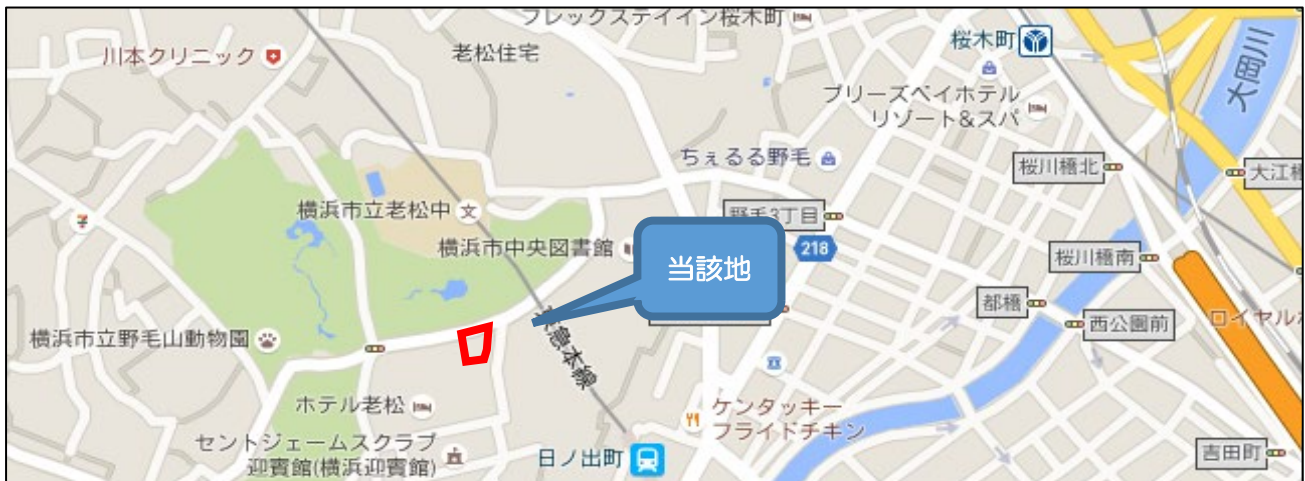 フレックステイイン桜木町
川本クリニック
老松住宅
桜木町
大岡川
ブリーズベイホテル
リゾート&スパ
ちぇるる野毛
桜川橋北
大江橋
横浜市立老松中
文
野毛3丁目
横浜市中央図書館
218
当該地
桜川橋南
都橋
西公園前
ロイヤルホ
横浜市立野毛山動物園
急本線
ホテル老松
ケンタッキー
フライドチキン
セントジェームスクラブ
迎賓館(横浜迎賓館)
日ノ出町
吉田町